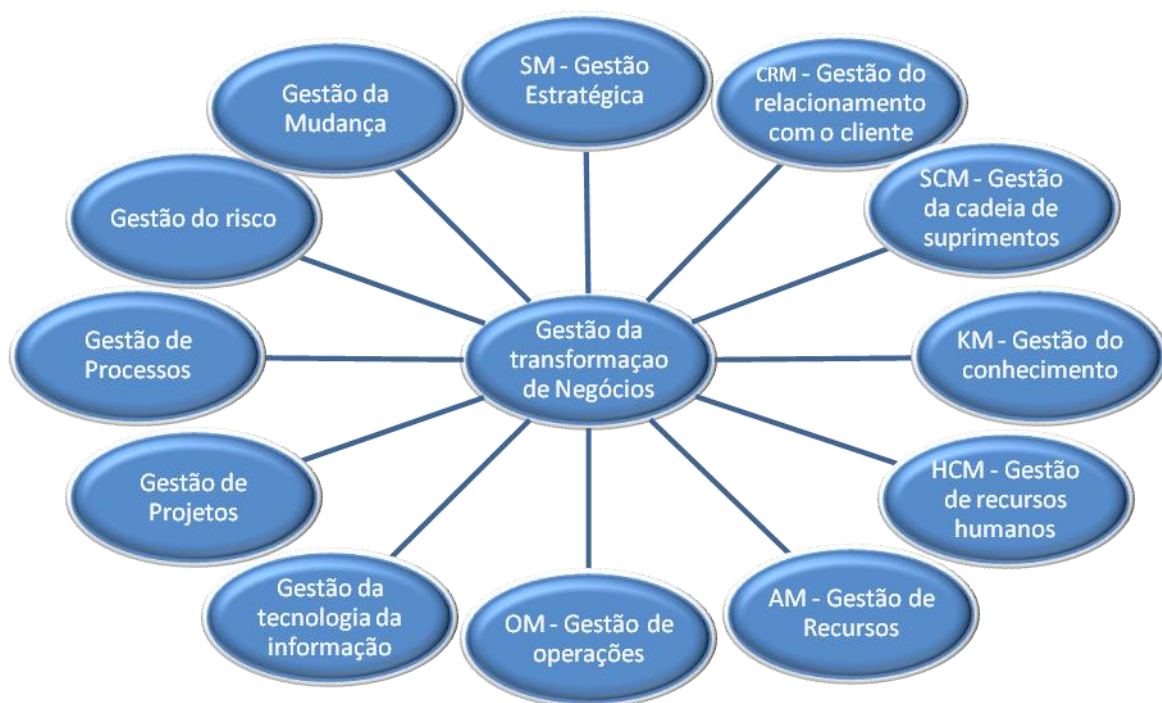 SM - Gestão
Estratégica
CRM - Gestão do
relacionamento
com o cliente
SCM - Gestão
da cadeia de
suprimentos
KM - Gestão do
conhecimento
HCM - Gestão
de recursos
humanos
AM - Gestão de
Recursos
OM - Gestão de
operações
Gestão da
tecnologia da
informação
Gestão de
Projetos
Gestão de
Processos
Gestão do risco
Gestão da
Mudança
Gestão da
transformaçao
de Negócios